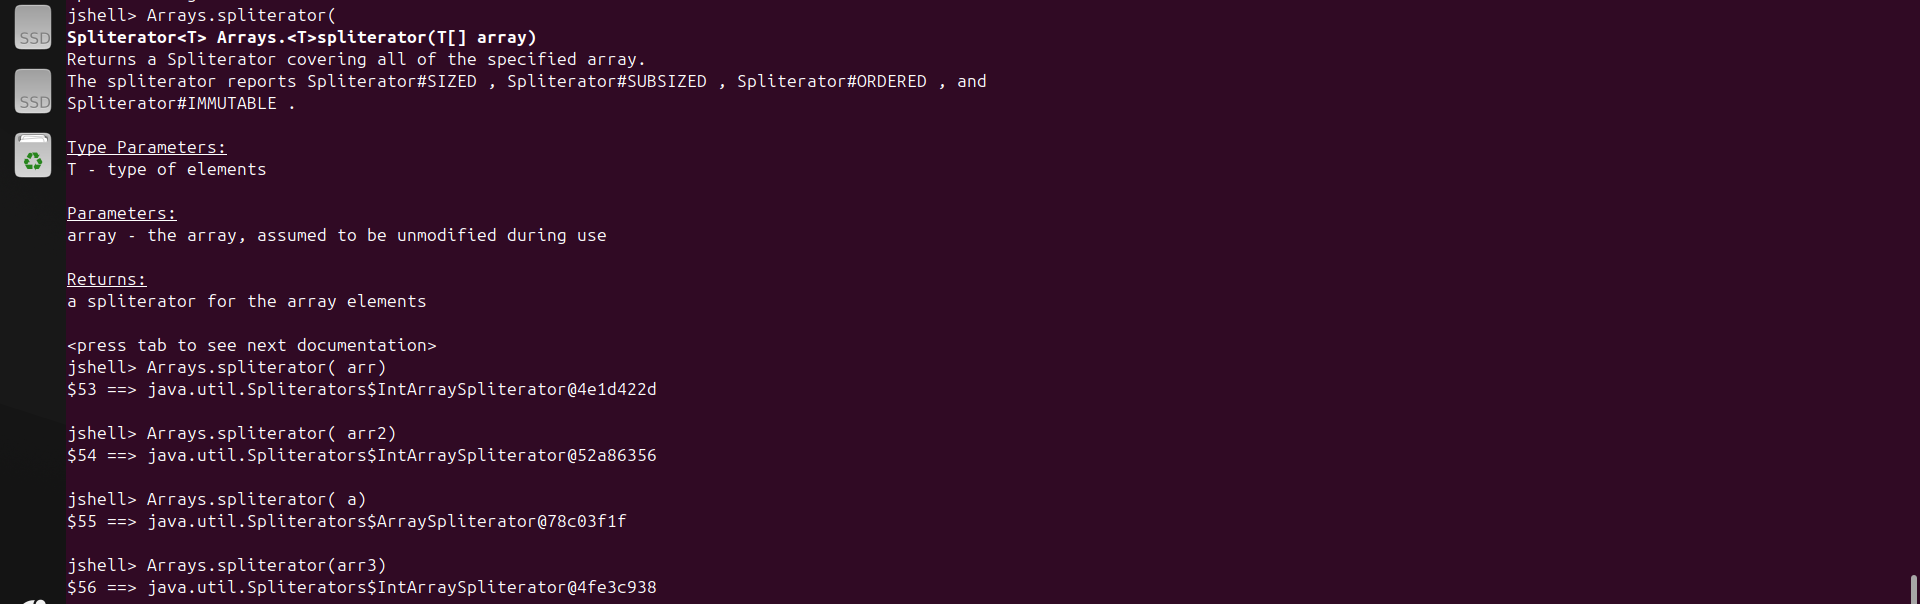 jshell> Arrays.spliterator(
Spliterator<T> Arrays.<T>spliterator(T[] array)
Returns a Spliterator covering all of the specified array.
The spliterator reports Spliterator#SIZED , Spliterator#SUBSIZED , Spliterator#ORDERED , and
Spliterator#IMMUTABLE .
Type Parameters:
T - type of elements
Parameters:
array - the array, assumed to be unmodified during use
Returns:
a spliterator for the array elements
<press tab to see next documentation>
jshell> Arrays.spliterator( arr)
$53 ==> java.util.Spliterators$IntArraySpliterator@4e1d422d
jshell> Arrays.spliterator( arr2)
$54 ==> java.util.Spliterators$IntArraySpliterator@52a86356
jshell> Arrays.spliterator( a)
$55 ==> java.util.Spliterators$ArraySpliterator@78c03f1f
jshell> Arrays.spliterator(arr3)
$56 ==> java.util.Spliterators$IntArraySpliterator@4fe3c938
SSD
SSD